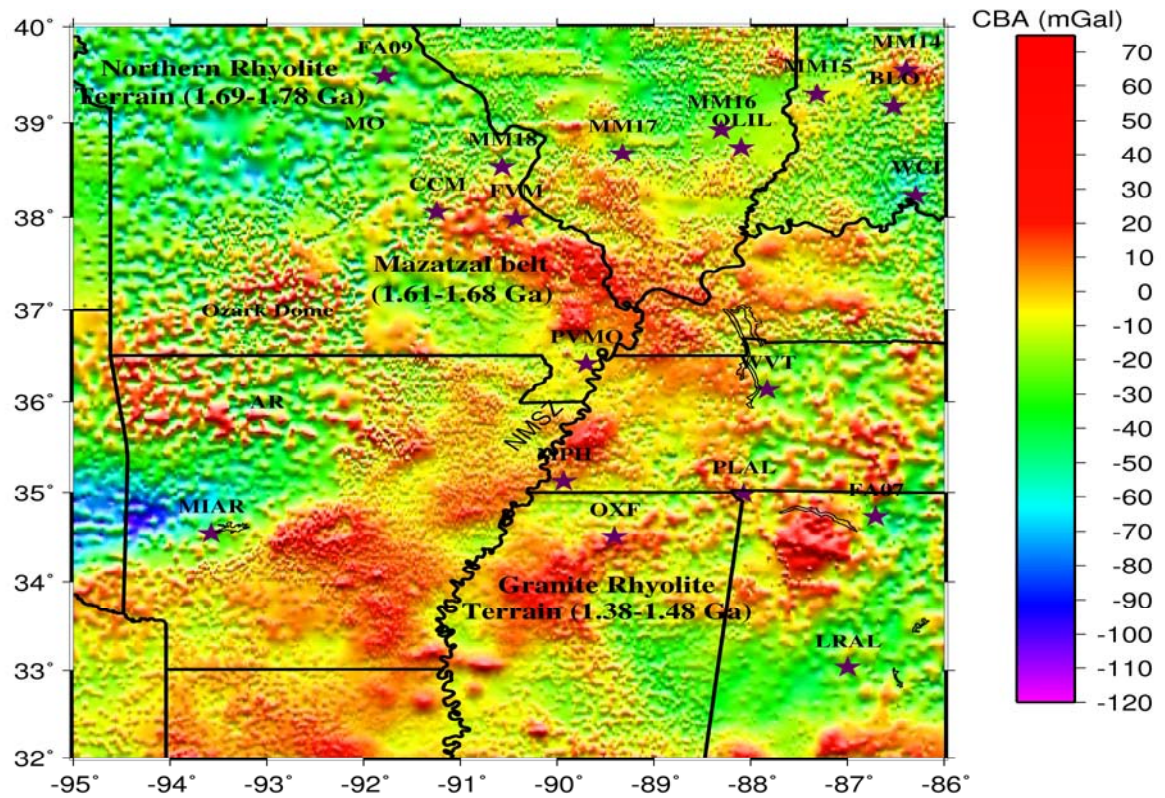 CBA (mGal)
40˚
39˚
38˚
37˚
36˚
35˚
34˚
33˚
32˚
-95˚ -94˚ -93˚ -92˚ -91˚ -90˚ -89˚ -88˚ -87˚ -86˚
70
60
50
40
30
20
10
0
-10
-20
-30
-40
-50
-60
-70
-80
-90
-100
-110
-120
FA09
MM14
Northern Rhyolite
Terrain (1.69-1.78 Ga)
MM15
BLO
MM16
OLIL
MO
MM17
MM18
WCI
CCM
FVM
Mazatzal belt
(1.61-1.68 Ga)
Ozark Dome
PVMO
WVT
AR
NMSZ
PLAL
FA07
MIAR
OXF
Granite Rhyolite
Terrain (1.38-1.48 Ga)
LRAL